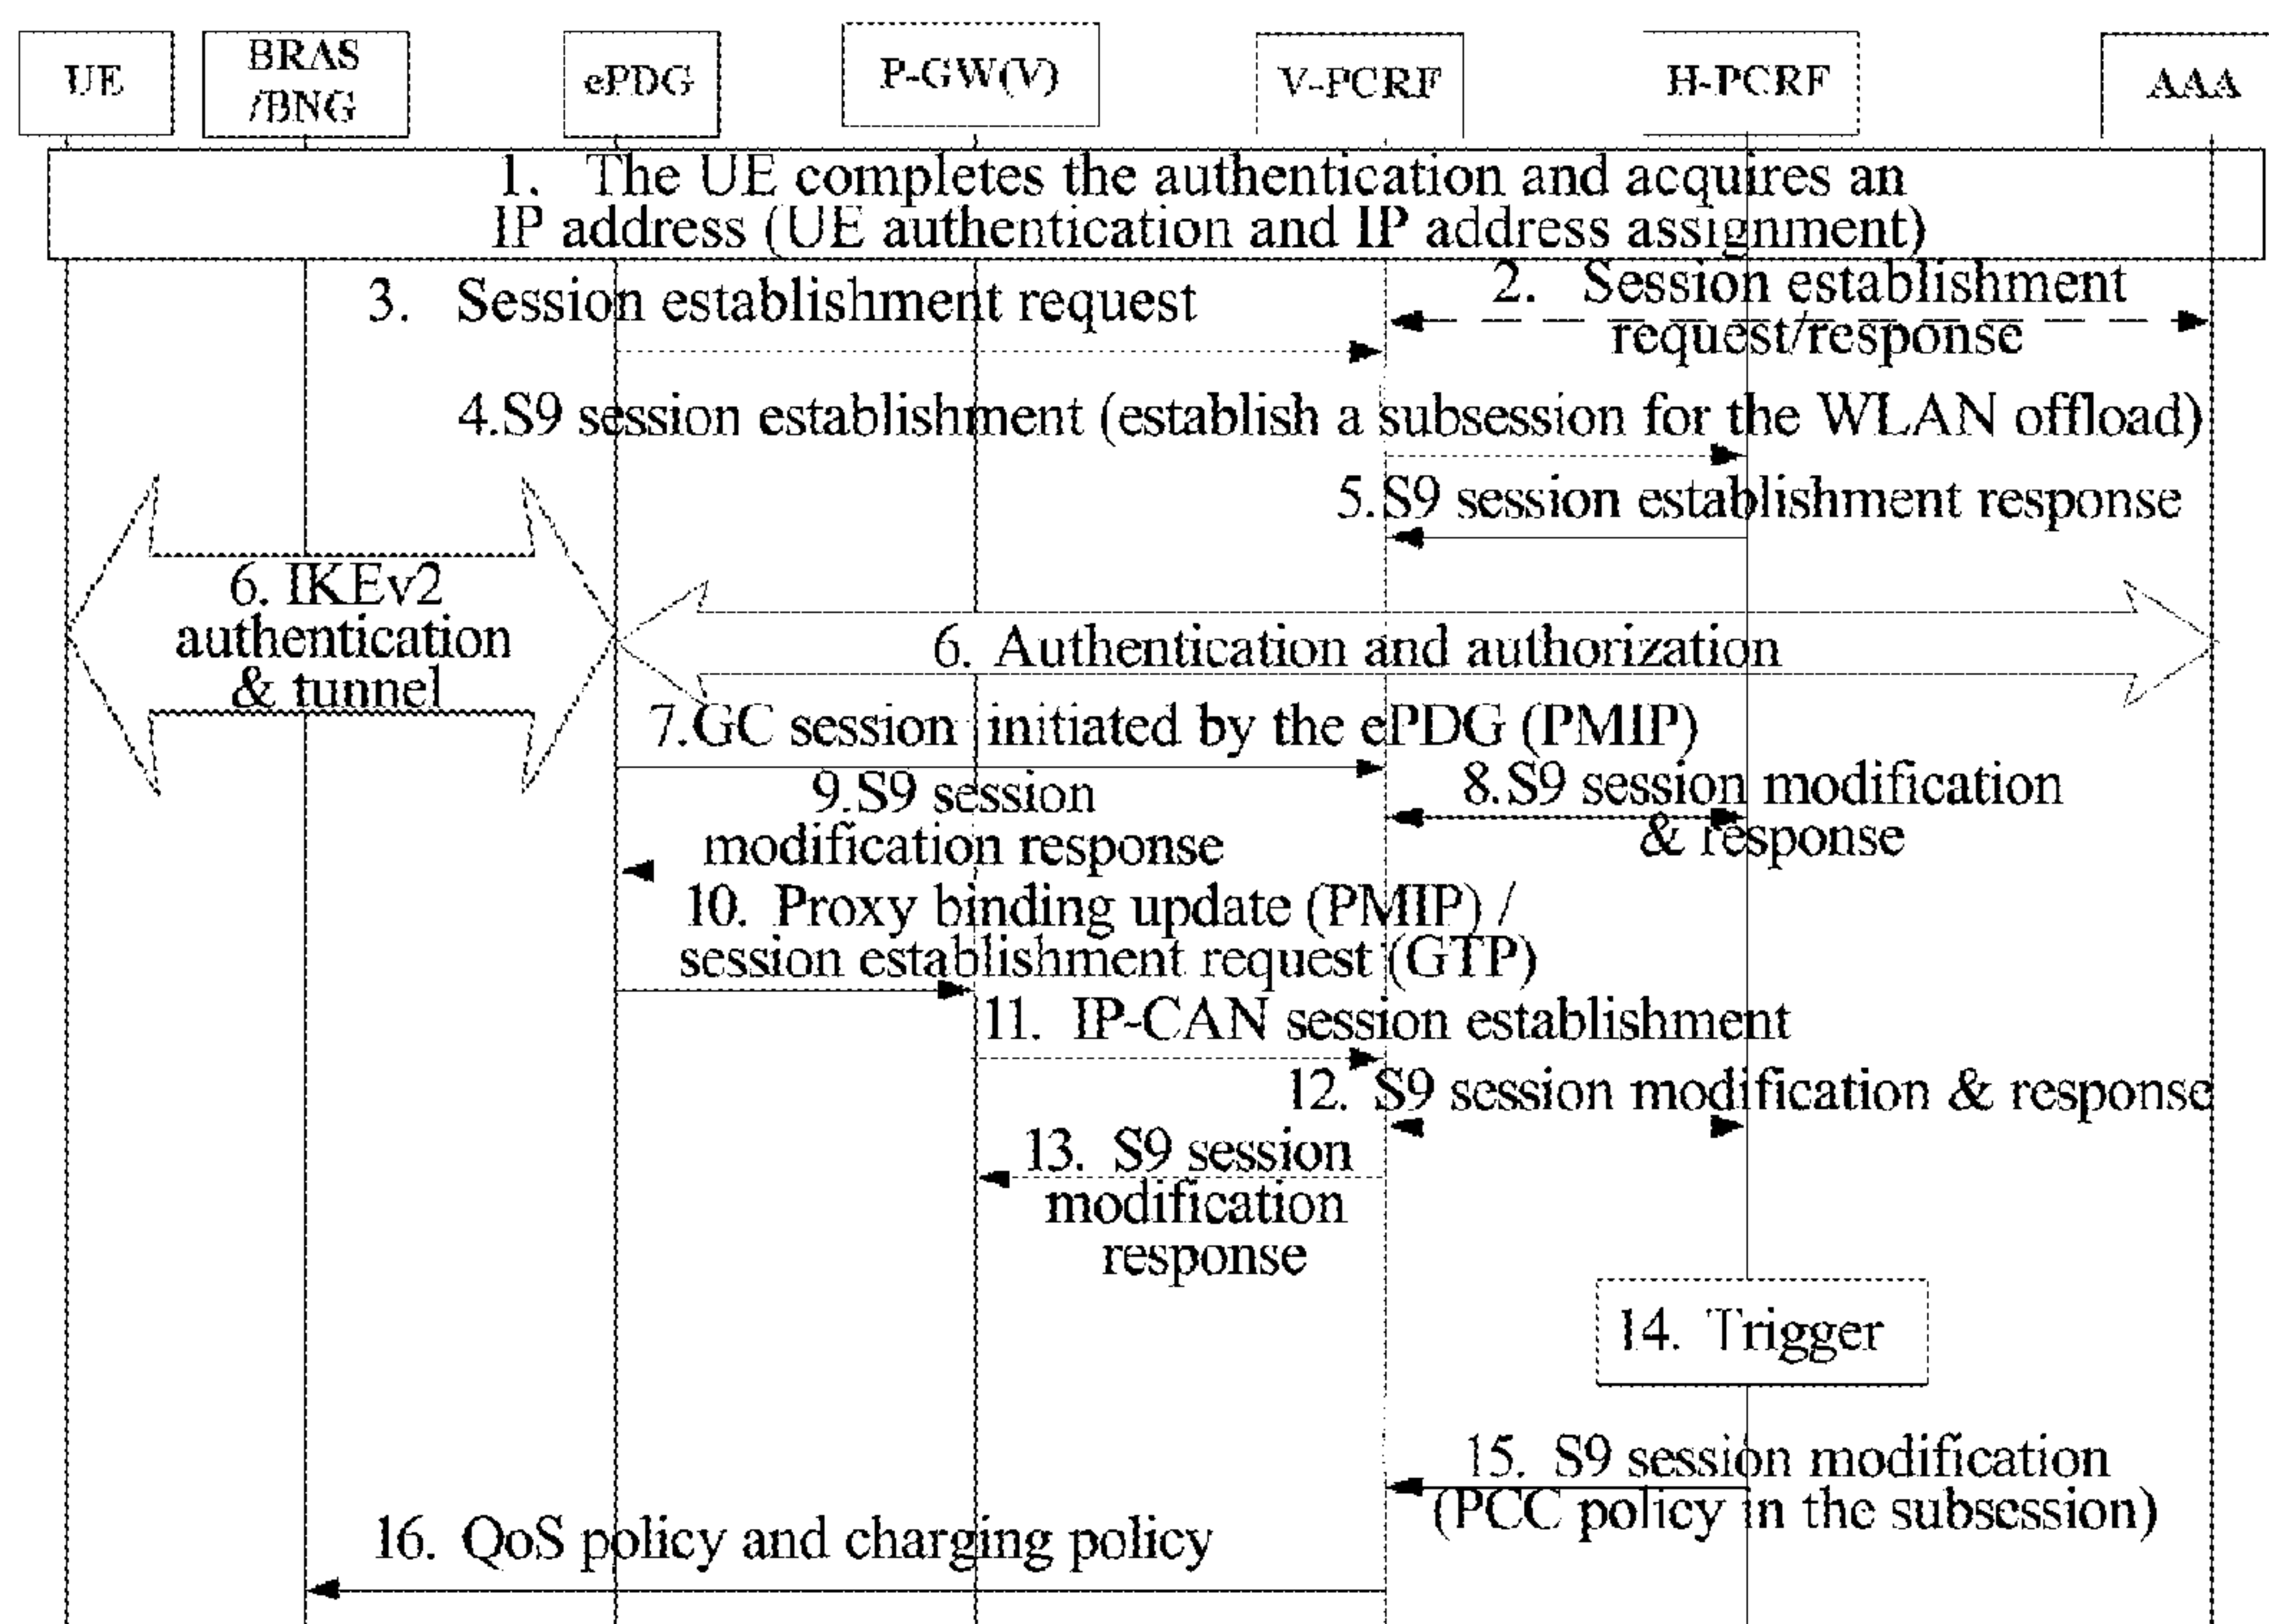 UE
BRAS
/BNG
ePDG
P-GW(V)
V-PCRF
H-PCRF
AAA
1. The UE completes the authentication and acquires an
IP address (UE authentication and IP address assignment)
2. Session establishment
request/response
3. Session establishment request
4.S9 session establishment (establish a subsession for the WLAN offload)
5.S9 session establishment response
6. IKEv2
authentication
& tunnel
6. Authentication and authorization
7.GC session initiated by the ePDG (PMIP)
8.S9 session modification
& response
9.S9 session
modification response
10. Proxy binding update (PMIP) /
session establishment request (GTP)
11. IP-CAN session establishment
12. S9 session modification & response
13. S9 session
modification
response
14. Trigger
15. S9 session modification
(PCC policy in the subsession)
16. QoS policy and charging policy